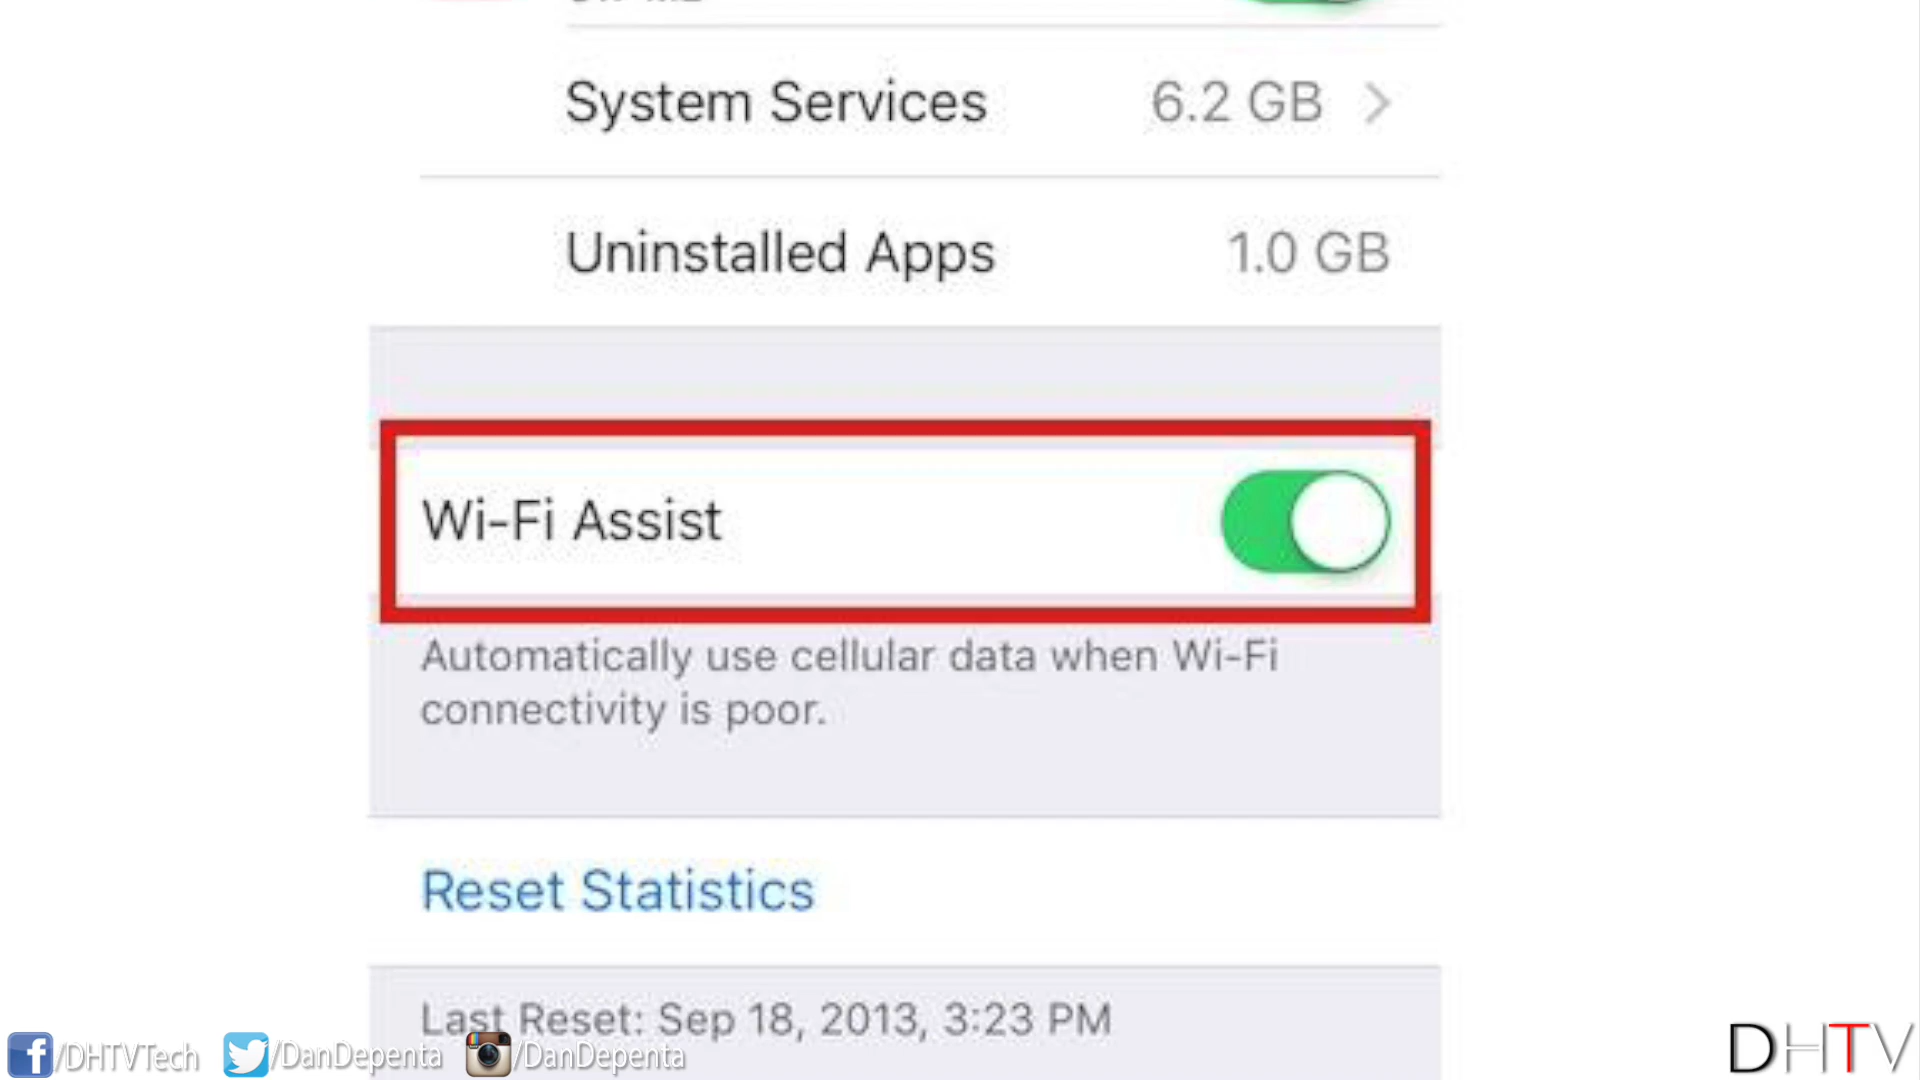 System Services 6.2 GB
Uninstalled Apps 1.0 GB
Wi-Fi Assist
Automatically use cellular data when Wi-Fi
connectivity is poor.
Reset Statistics
Last Reset: Sep 18, 2013, 3:23 PM
/DHTVTech /DanDepenta /DanDepenta
DHTV